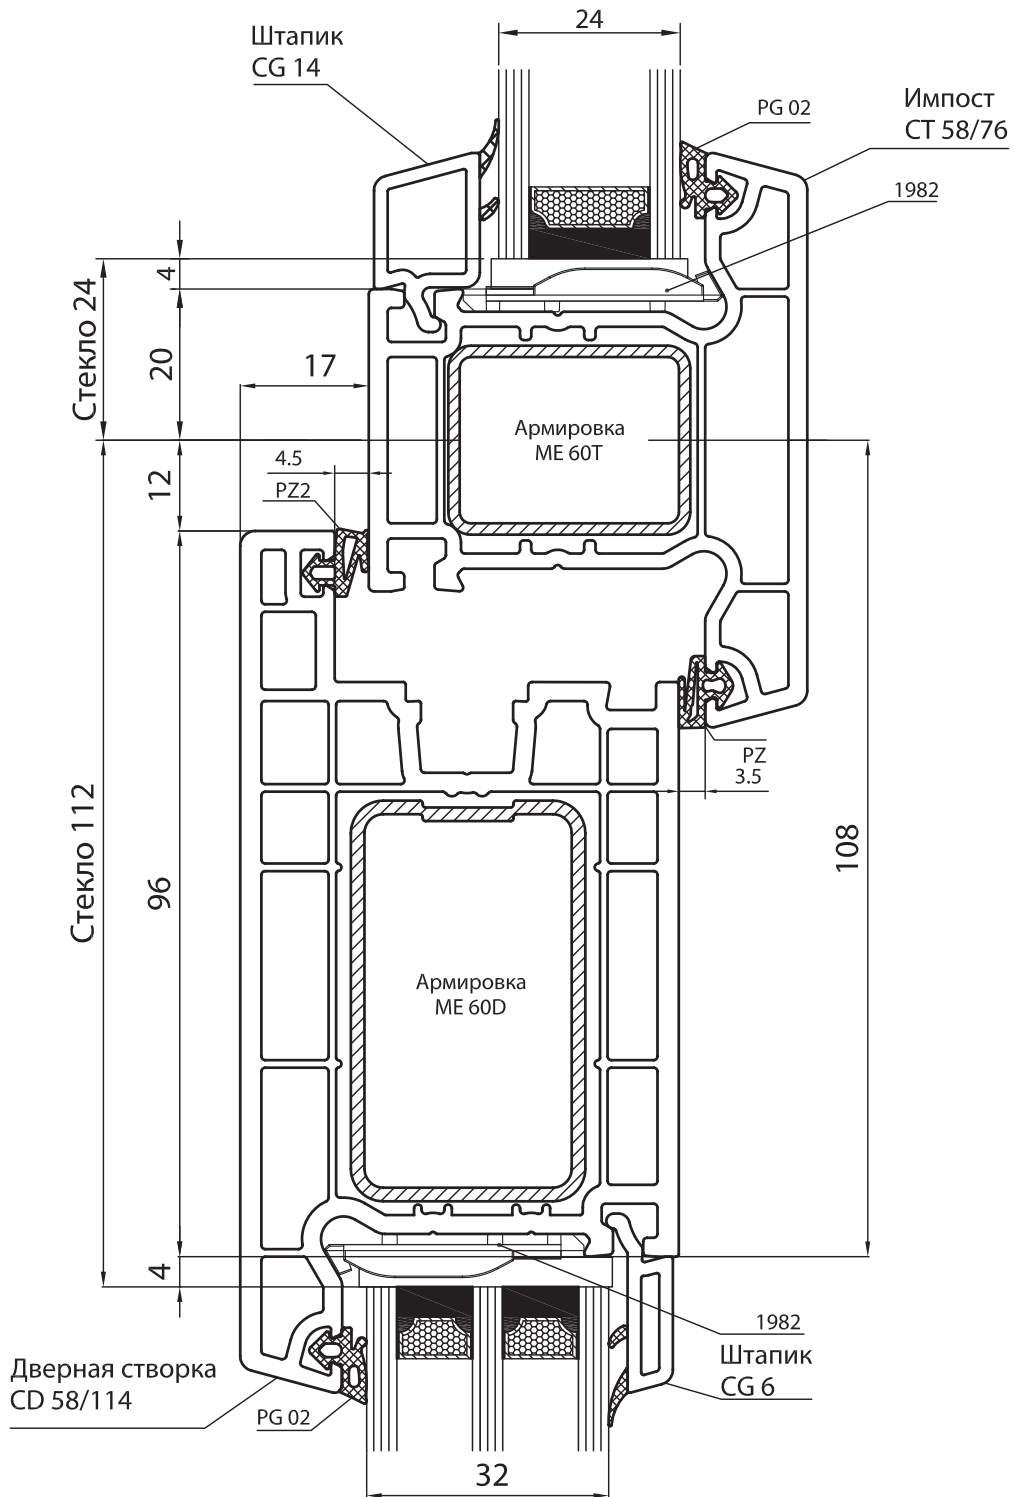 24
Штапик
CG 14
PG 02
Импост
CT 58/76
1982
4
Стекло 24
20
17
Армировка
ME 60T
4.5
12
PZ2
PZ
3.5
Стекло 112
108
96
Армировка
ME 60D
4
1982
Штапик
CG 6
Дверная створка
CD 58/114
PG 02
32